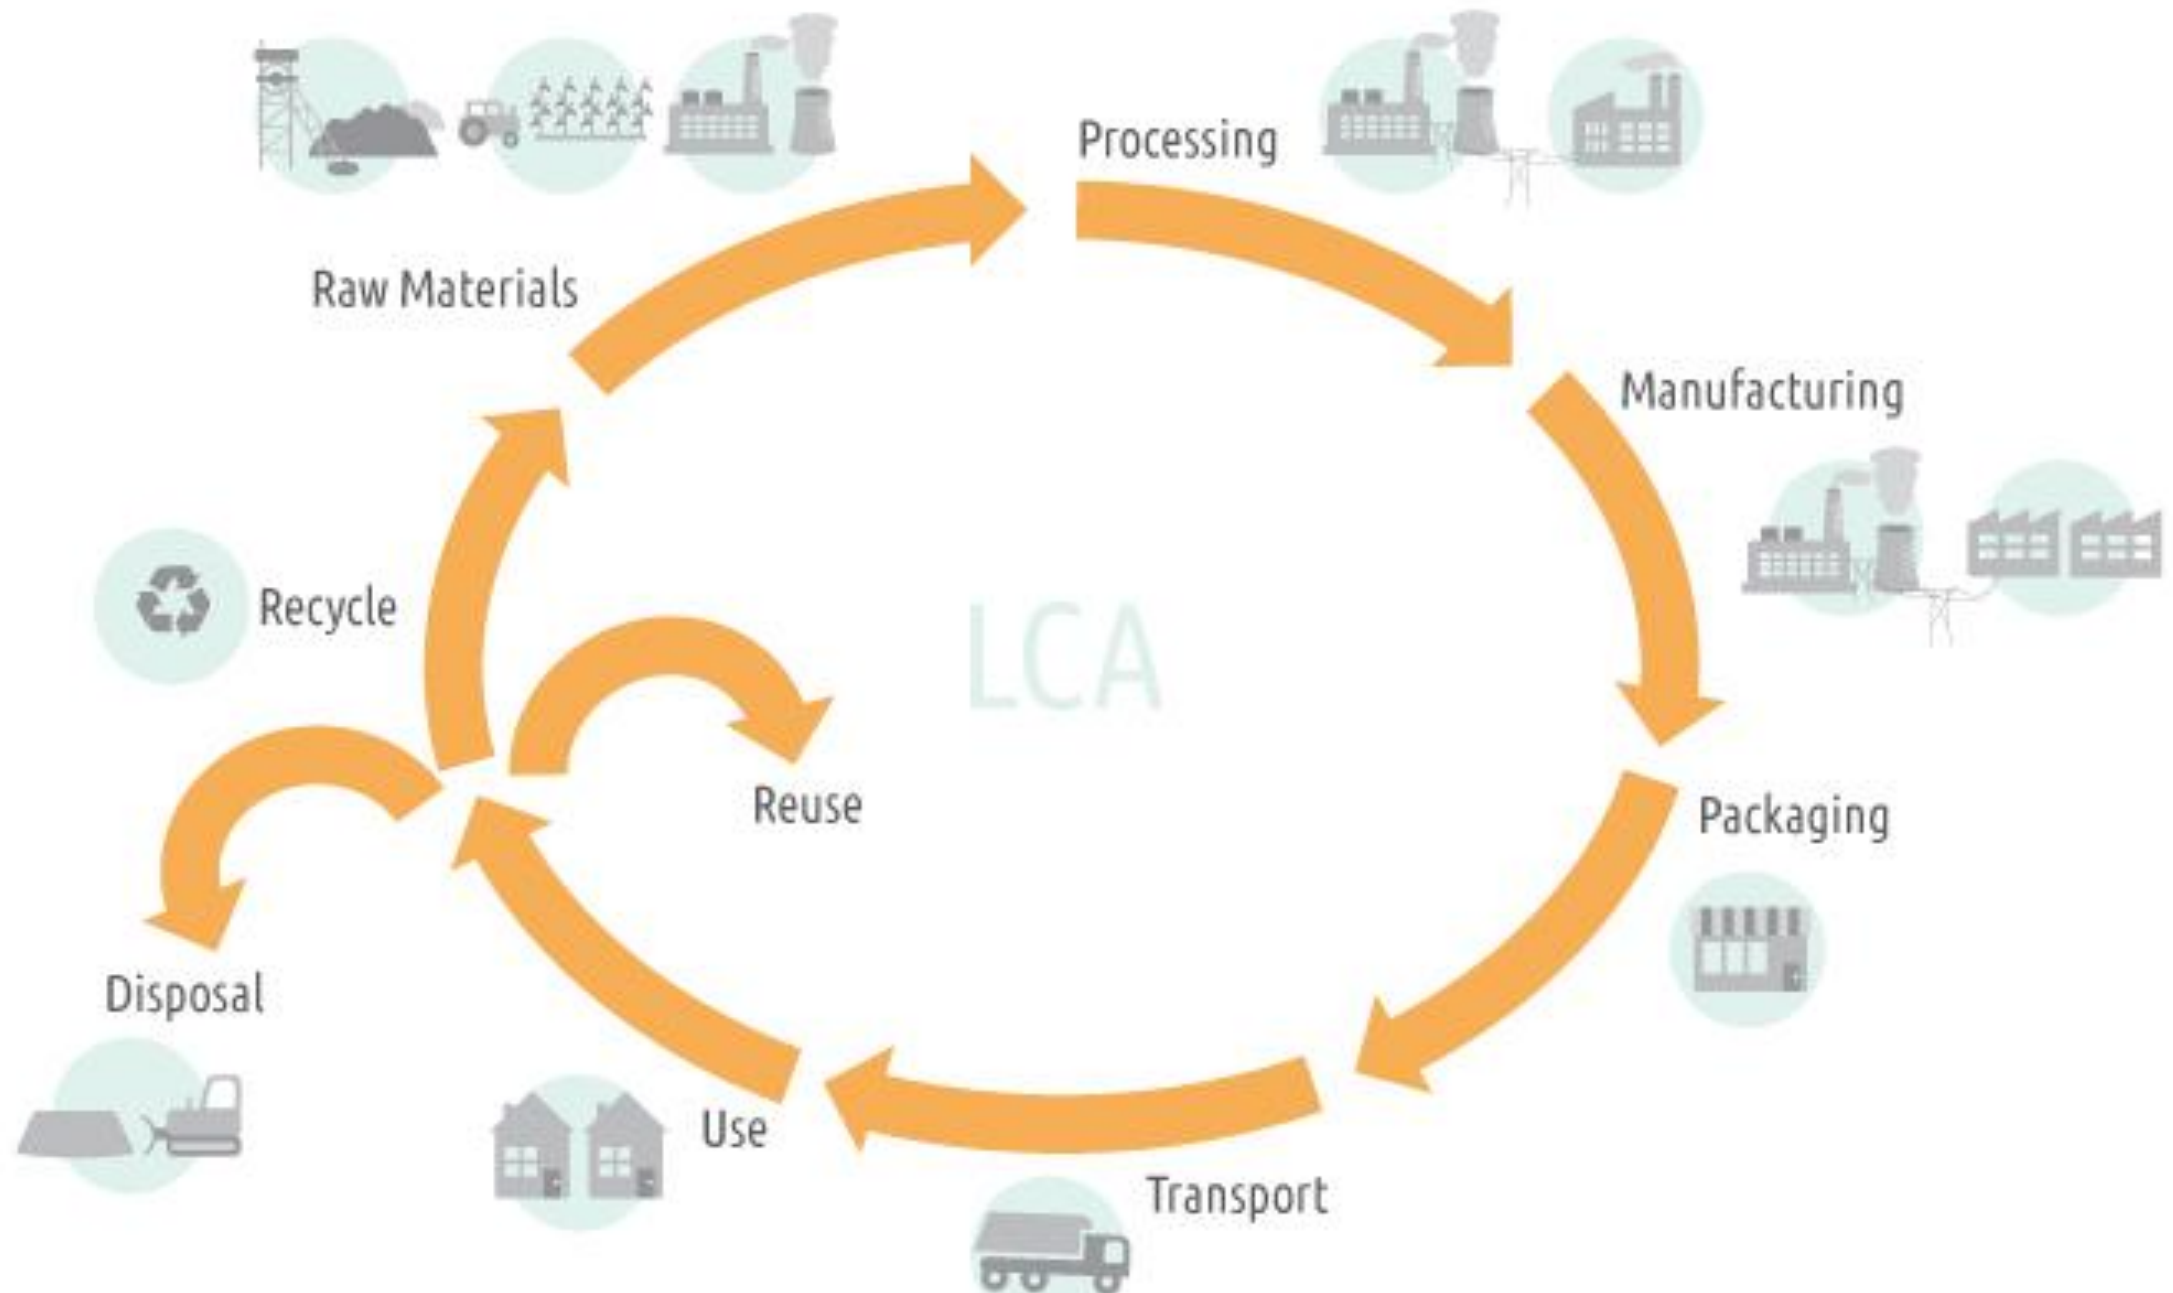 Processing
Raw Materials
Manufacturing
Recycle
LCA
Reuse
Packaging
Disposal
Use
Transport